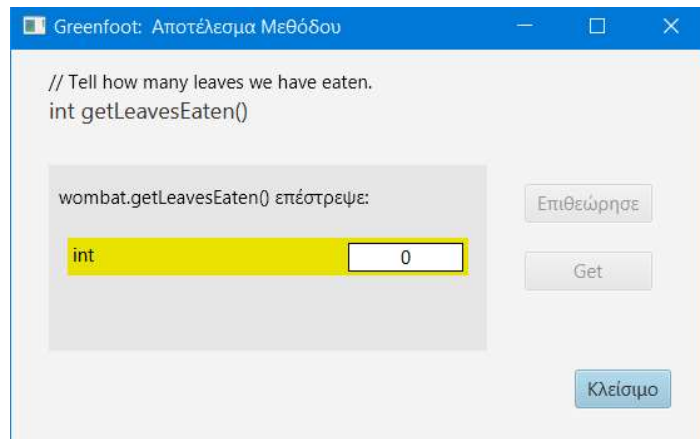 Greenfoot: Αποτέλεσμα Μεθόδου
// Tell how many leaves we have eaten.
int getLeavesEaten()
wombat.getLeavesEaten() επέστρεψε:
Επιθεώρησε
int 0
Get
Κλείσιμο